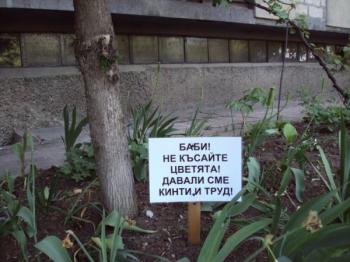 БАБИ!
НЕ КЪСАЙТЕ
ЦВЕТЯТА!
ДАВАЛИ СМЕ
КИНТИ,И ТРУД!